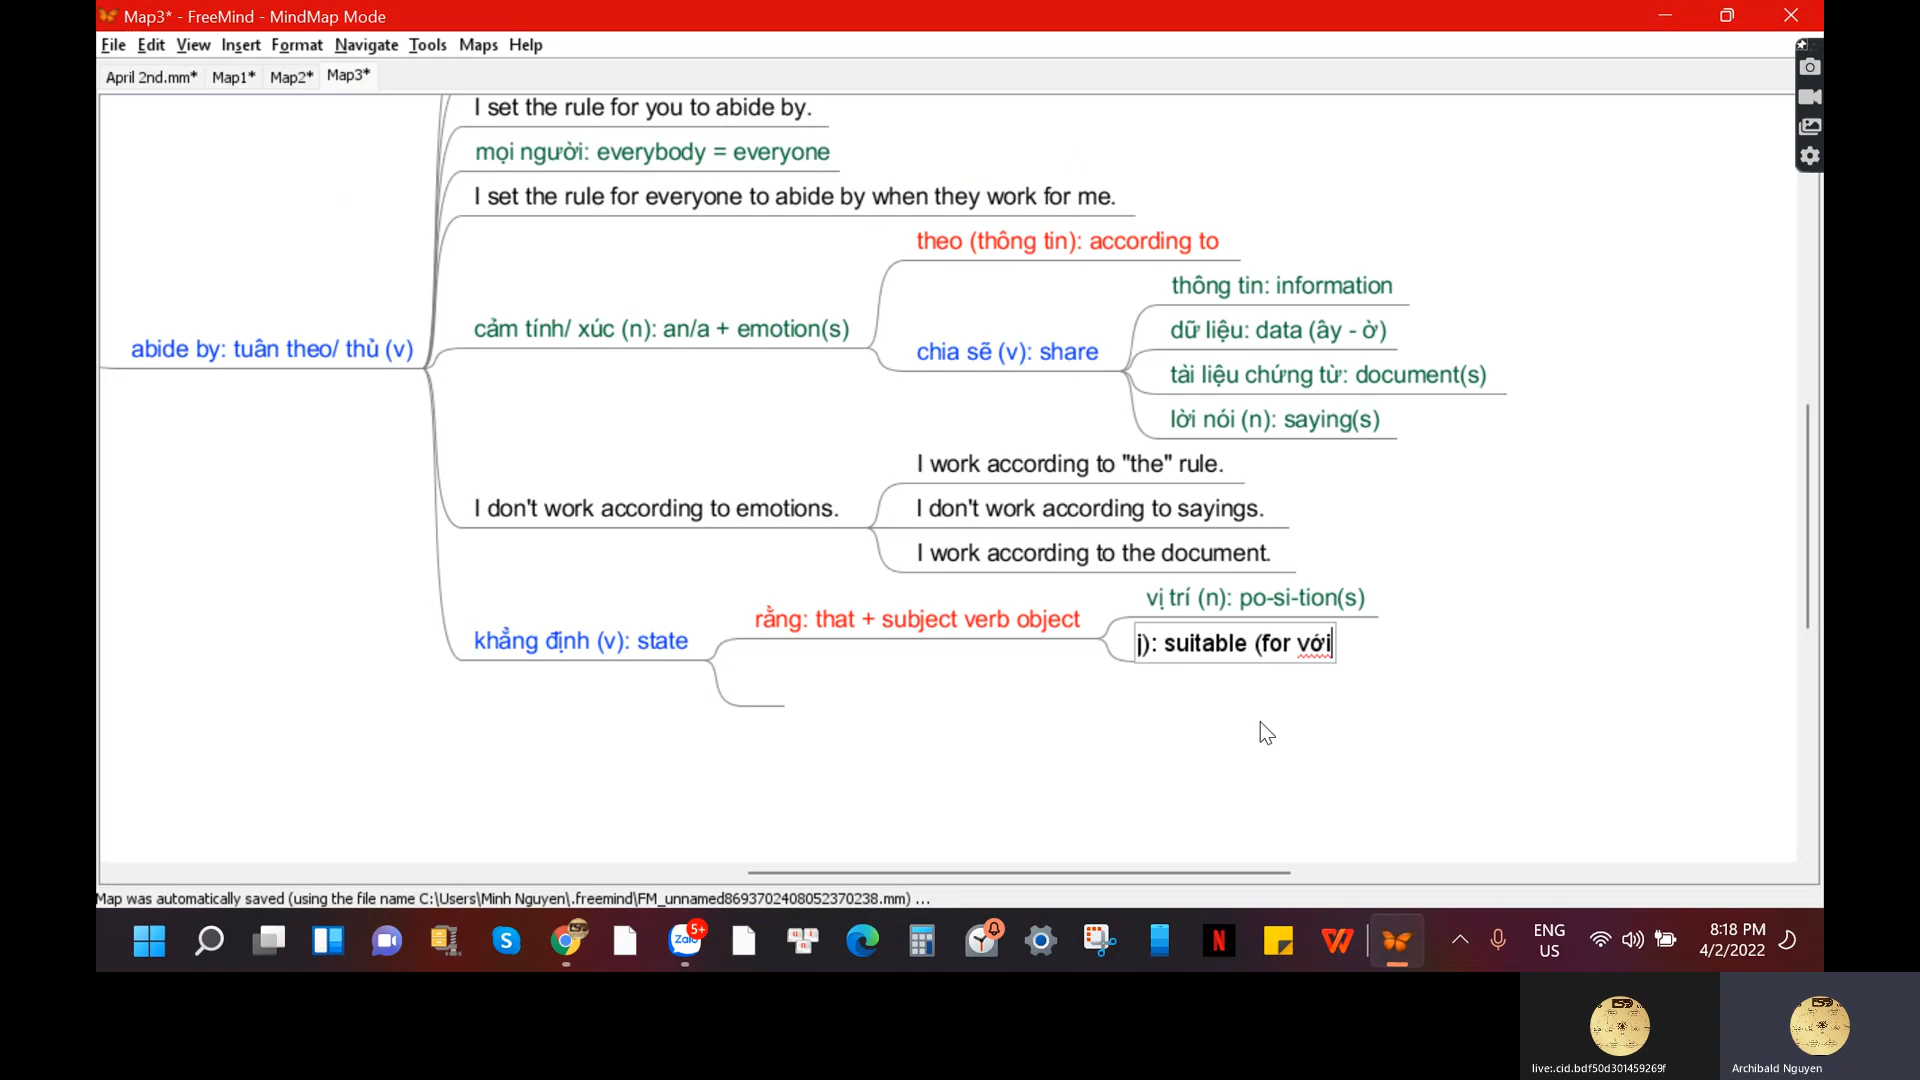 Map3* - FreeMind - MindMap Mode
File Edit View Insert Format Navigate Tools Maps Help
April 2nd.mm* Map1* Map2* Map3*
I set the rule for you to abide by.
mọi người: everybody = everyone
I set the rule for everyone to abide by when they work for me.
theo (thông tin): according to
thông tin: information
cảm tính/ xúc (n): an/a + emotion(s)
dữ liệu: data (ây - ờ)
abide by: tuân theo/ thủ (v)
chia sẽ (v): share
tài liệu chứng từ: document(s)
lời nói (n): saying(s)
I work according to "the" rule.
I don't work according to emotions.
I don't work according to sayings.
I work according to the document.
vị trí (n): po-si-tion(s)
rằng: that + subject verb object
khẳng định (v): state
j): suitable (for với
Map was automatically saved (using the file name C:\Users\Minh Nguyen\.freemind\FM_unnamed8693702408052370238.mm) ...
5+
Zalo
N
W
ENG
US
8:18 PM
4/2/2022
live:.cid.bdf50d301459269f
Archibald Nguyen